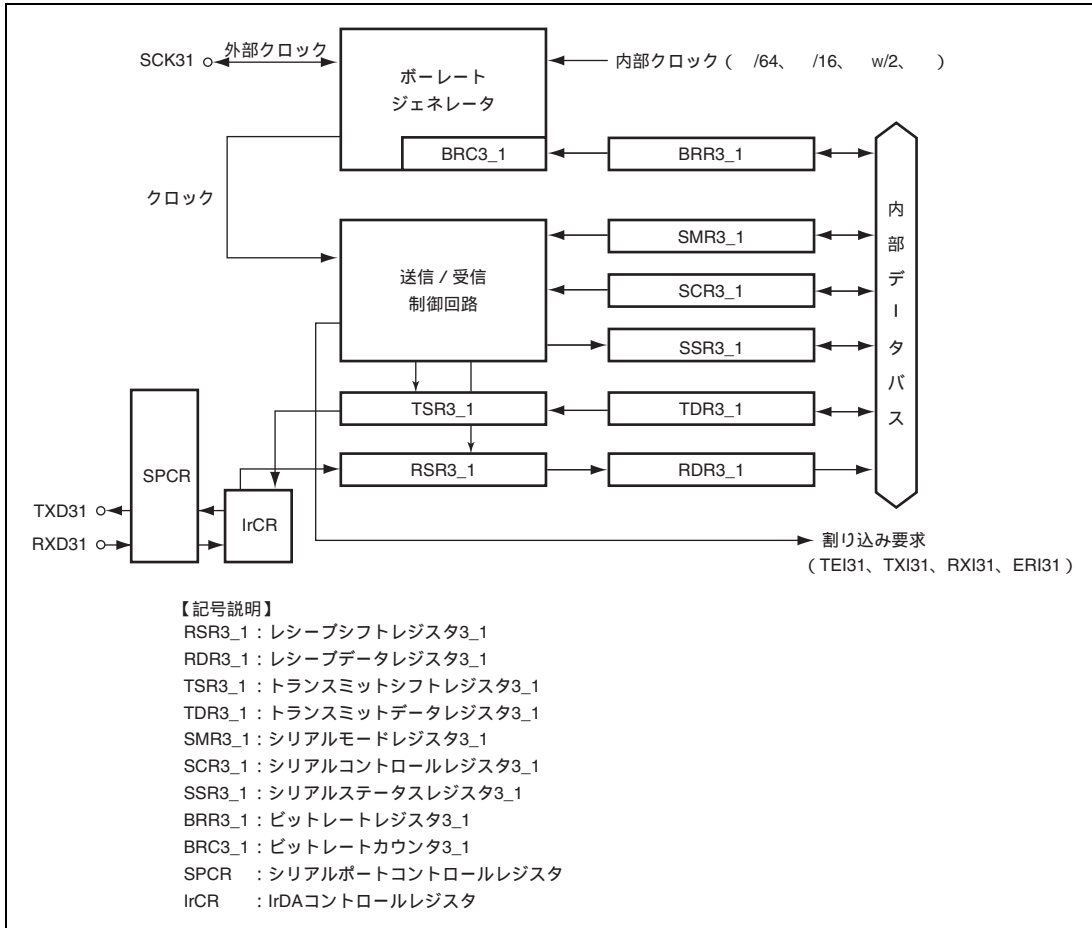 SCK31
外部クロック
ボーレート
ジェネレータ
内部クロック（ /64、 /16、 w/2、 ）
BRC3_1
BRR3_1
クロック
送信 / 受信
制御回路
SMR3_1
SCR3_1
SSR3_1
TSR3_1
TDR3_1
RSR3_1
RDR3_1
内部データバス
SPCR
IrCR
TXD31
RXD31
割り込み要求
（TEI31、TXI31、RXI31、ERI31）
【記号説明】
RSR3_1：レシーブシフトレジスタ3_1
RDR3_1：レシーブデータレジスタ3_1
TSR3_1：トランスミットシフトレジスタ3_1
TDR3_1：トランスミットデータレジスタ3_1
SMR3_1：シリアルモードレジスタ3_1
SCR3_1：シリアルコントロールレジスタ3_1
SSR3_1：シリアルステータスレジスタ3_1
BRR3_1：ビットレートレジスタ3_1
BRC3_1：ビットレートカウンタ3_1
SPCR ：シリアルポートコントロールレジスタ
IrCR ：IrDAコントロールレジスタ